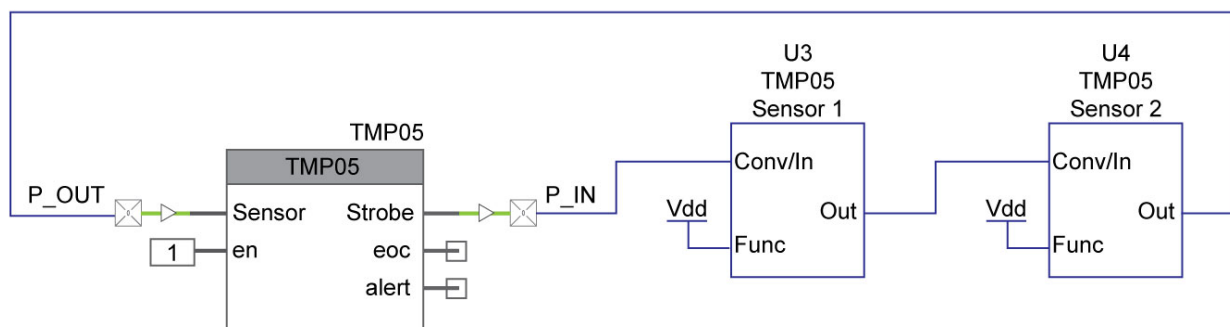 U3
TMP05
Sensor 1
U4
TMP05
Sensor 2
TMP05
TMP05
P_OUT
Sensor
Strobe
P_IN
1
en
eoc
alert
Conv/In
Out
Vdd
Func
Conv/In
Out
Vdd
Func